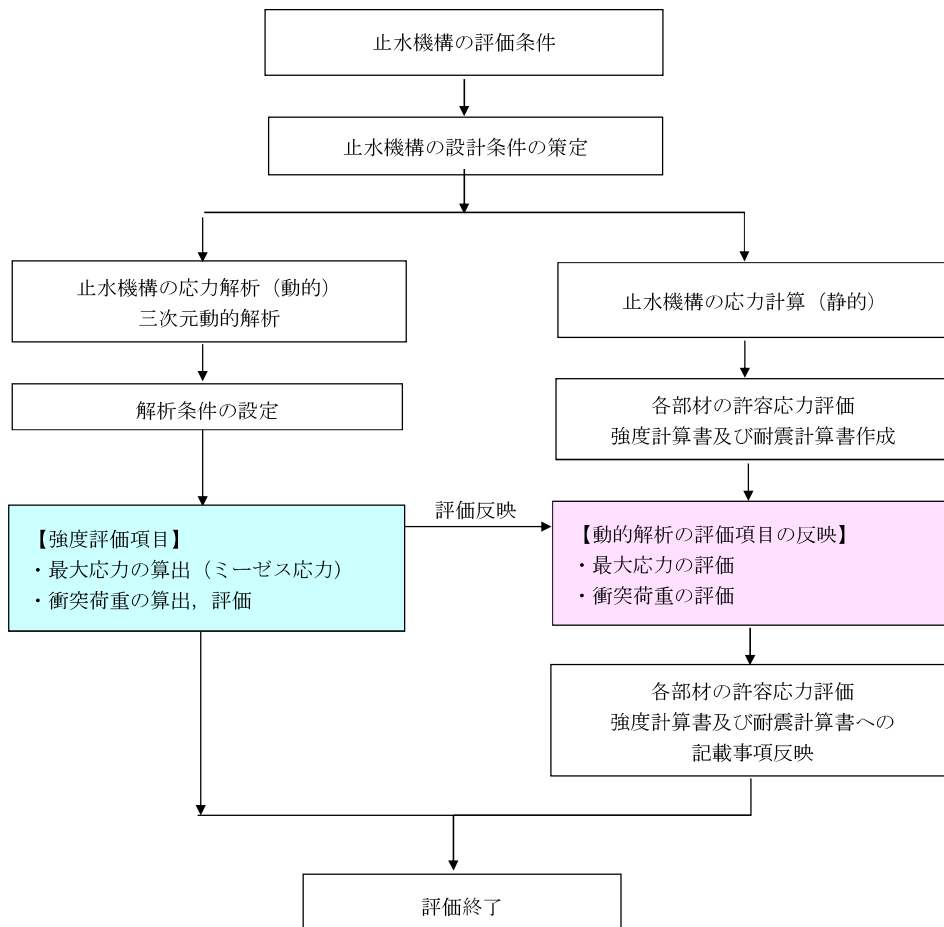 止水機構の評価条件
止水機構の設計条件の策定
止水機構の応力解析（動的）
三次元動的解析
止水機構の応力計算（静的）
解析条件の設定
各部材の許容応力評価
強度計算書及び耐震計算書作成
【強度評価項目】
・最大応力の算出（ミーゼス応力）
・衝突荷重の算出，評価
評価反映
【動的解析の評価項目の反映】
・最大応力の評価
・衝突荷重の評価
各部材の許容応力評価
強度計算書及び耐震計算書への
記載事項反映
評価終了